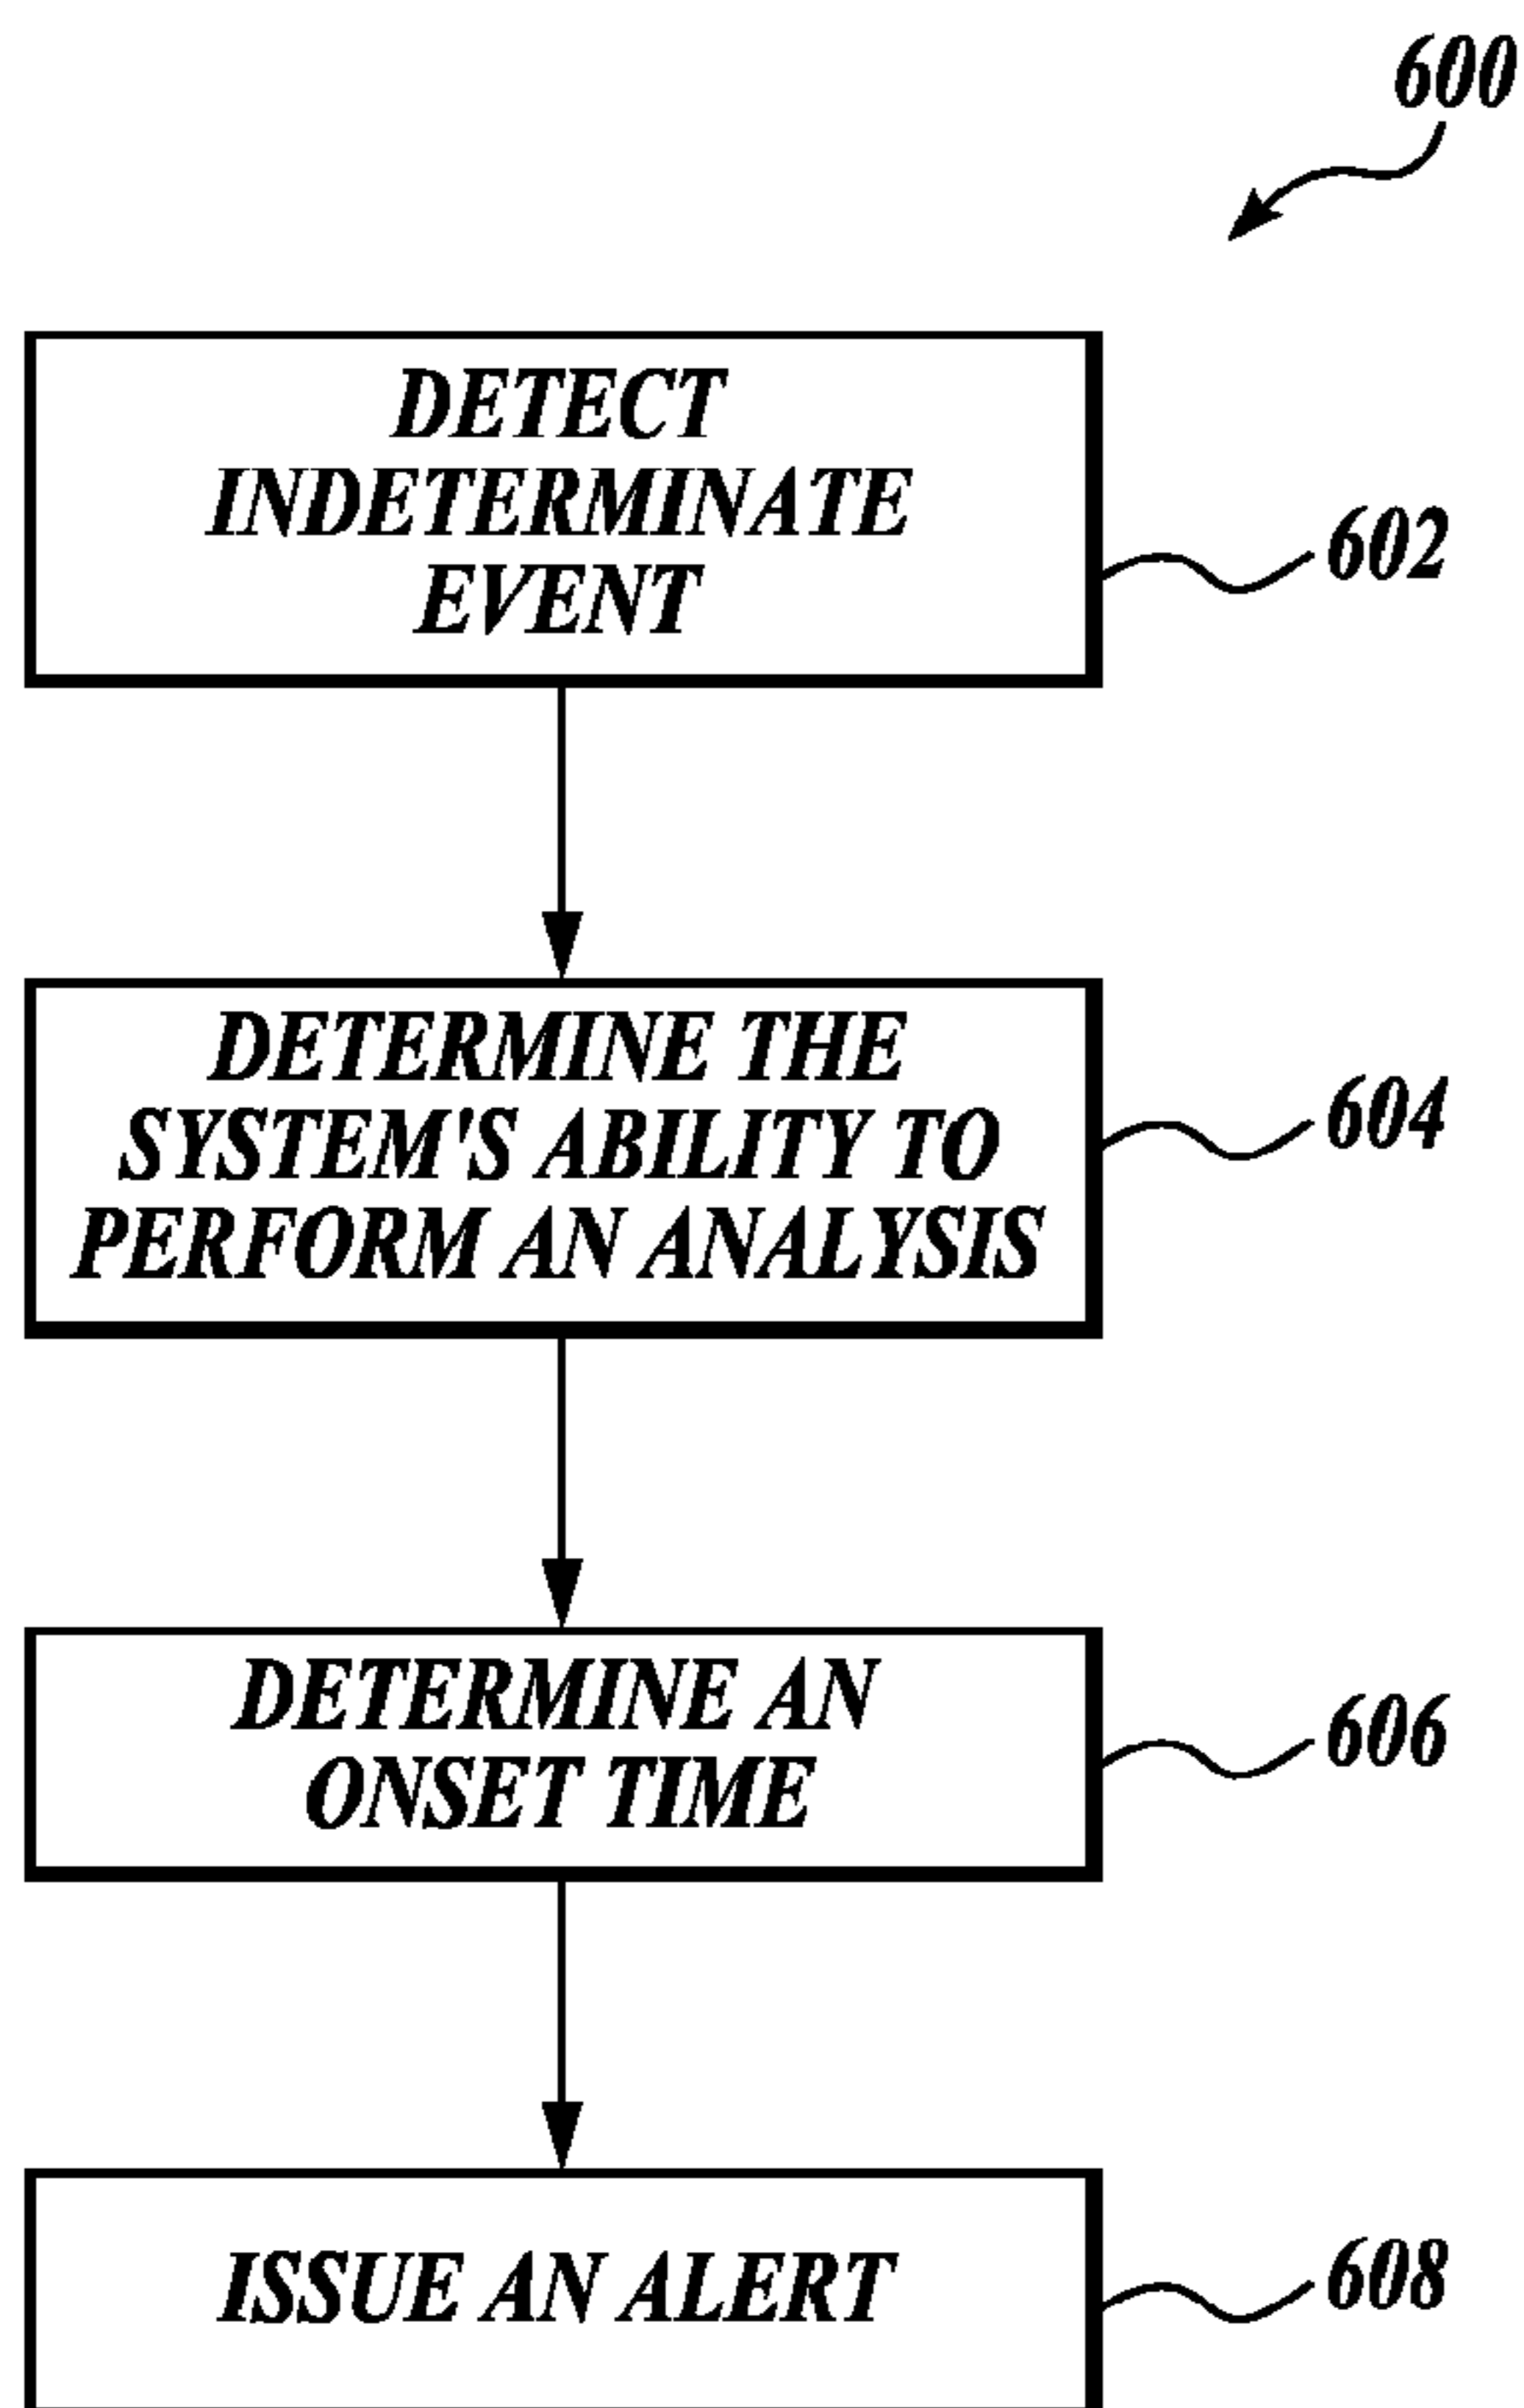 600
DETECT
INDETERMINATE
EVENT
602
DETERMINE THE
SYSTEM'S ABILITY TO
PERFORM AN ANALYSIS
604
DETERMINE AN
ONSET TIME
606
ISSUE AN ALERT
608